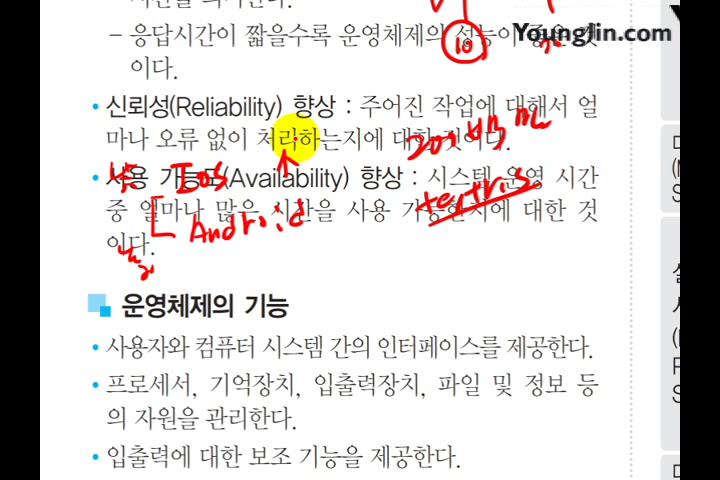 Younglin.com
– 응답시간이 짧을수록 운영체제의 성능이 좋은 것
10
이다.
• 신뢰성(Reliability) 향상 : 주어진 작업에 대해서 얼
마나 오류 없이 처리하는지에 대한 것이다.
• 사용 가능도(Availability) 향상 : 시스템 운영 시간
IOS
중 얼마나 많은 시간을 사용 가능한지에 대한 것
Android
이다.
운영체제의 기능
• 사용자와 컴퓨터 시스템 간의 인터페이스를 제공한다.
• 프로세서, 기억장치, 입출력장치, 파일 및 정보 등
의 자원을 관리한다.
• 입출력에 대한 보조 기능을 제공한다.